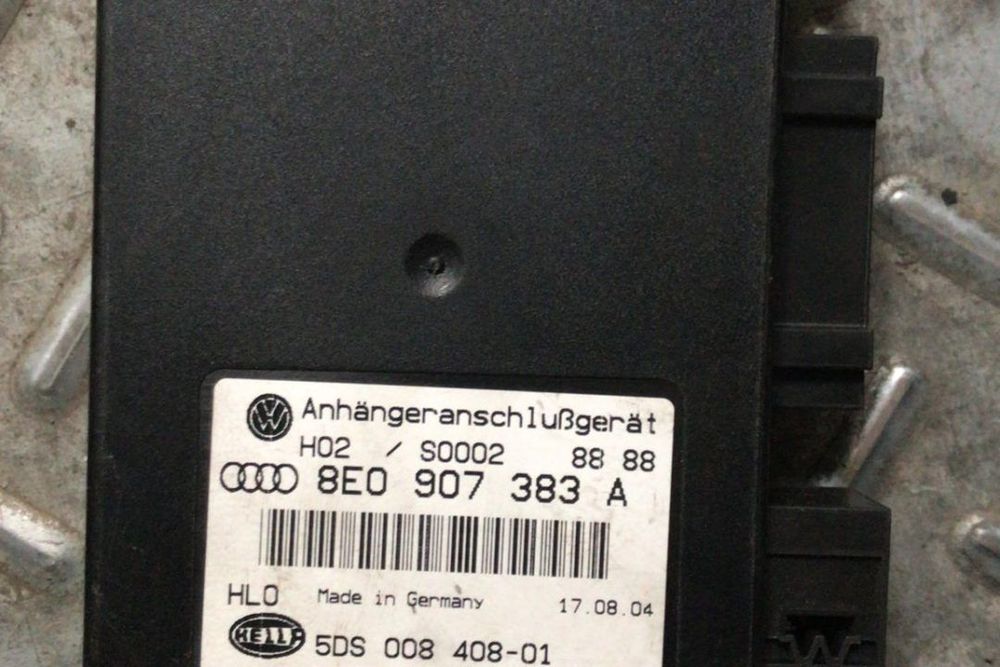 Anhängeranschlußgerät
H02 / S0002 88 88
8E0 907 383 A
HLO Made in Germany 17.08.04
HELLA 5DS 008 408-01